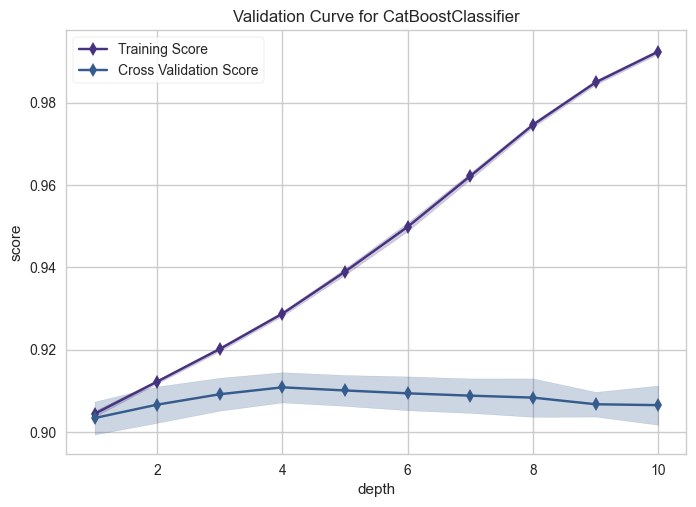 Validation Curve for CatBoostClassifier
Training Score
Cross Validation Score
0.98
0.96
0.94
0.92
0.90
score
2 4 6 8 10
depth